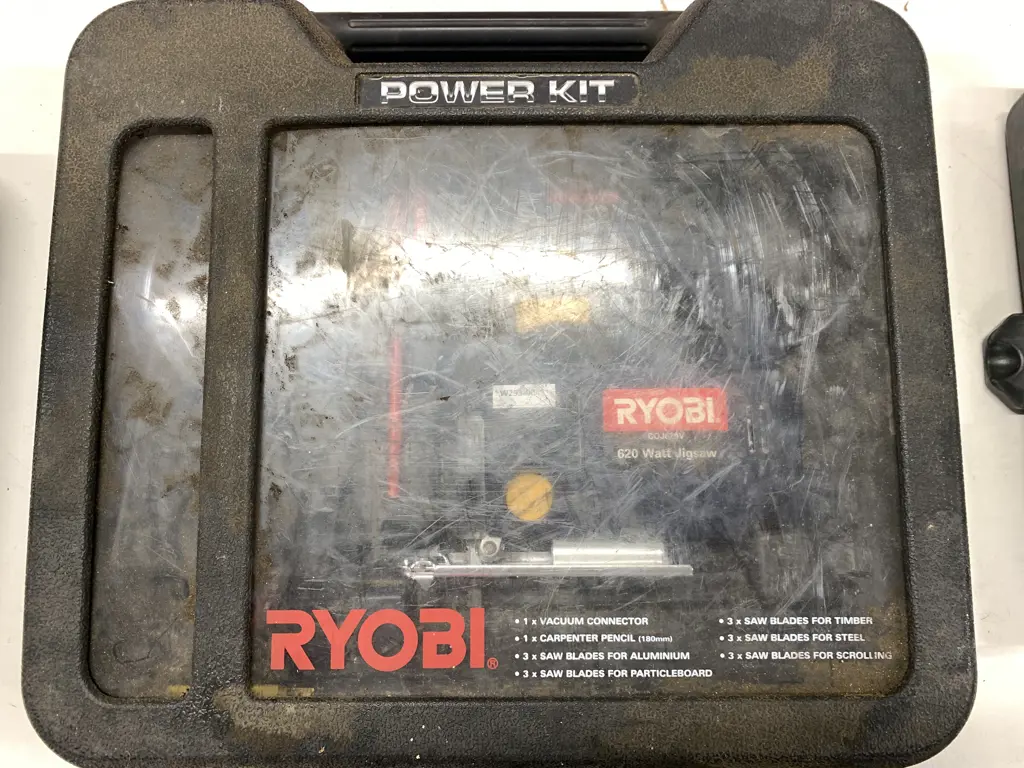 POWER KIT
RYOBI
620 Watt Jigsaw
RYOBI®
• 1 x VACUUM CONNECTOR
• 1 x CARPENTER PENCIL (180mm)
• 3 x SAW BLADES FOR ALUMINIUM
• 3 x SAW BLADES FOR PARTICLEBOARD
• 3 x SAW BLADES FOR TIMBER
• 3 x SAW BLADES FOR STEEL
• 3 x SAW BLADES FOR SCROLLING